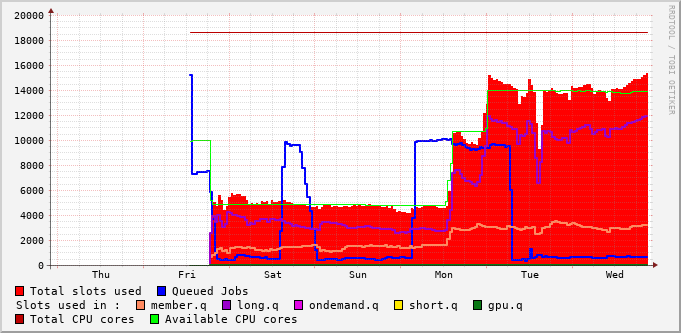 20000
18000
16000
14000
12000
10000
8000
6000
4000
2000
0
Thu Fri Sat Sun Mon Tue Wed
Total slots used Queued Jobs
Slots used in : member.q long.q ondemand.q short.q gpu.q
Total CPU cores Available CPU cores
RRDTOOL / TOBI OETIKER